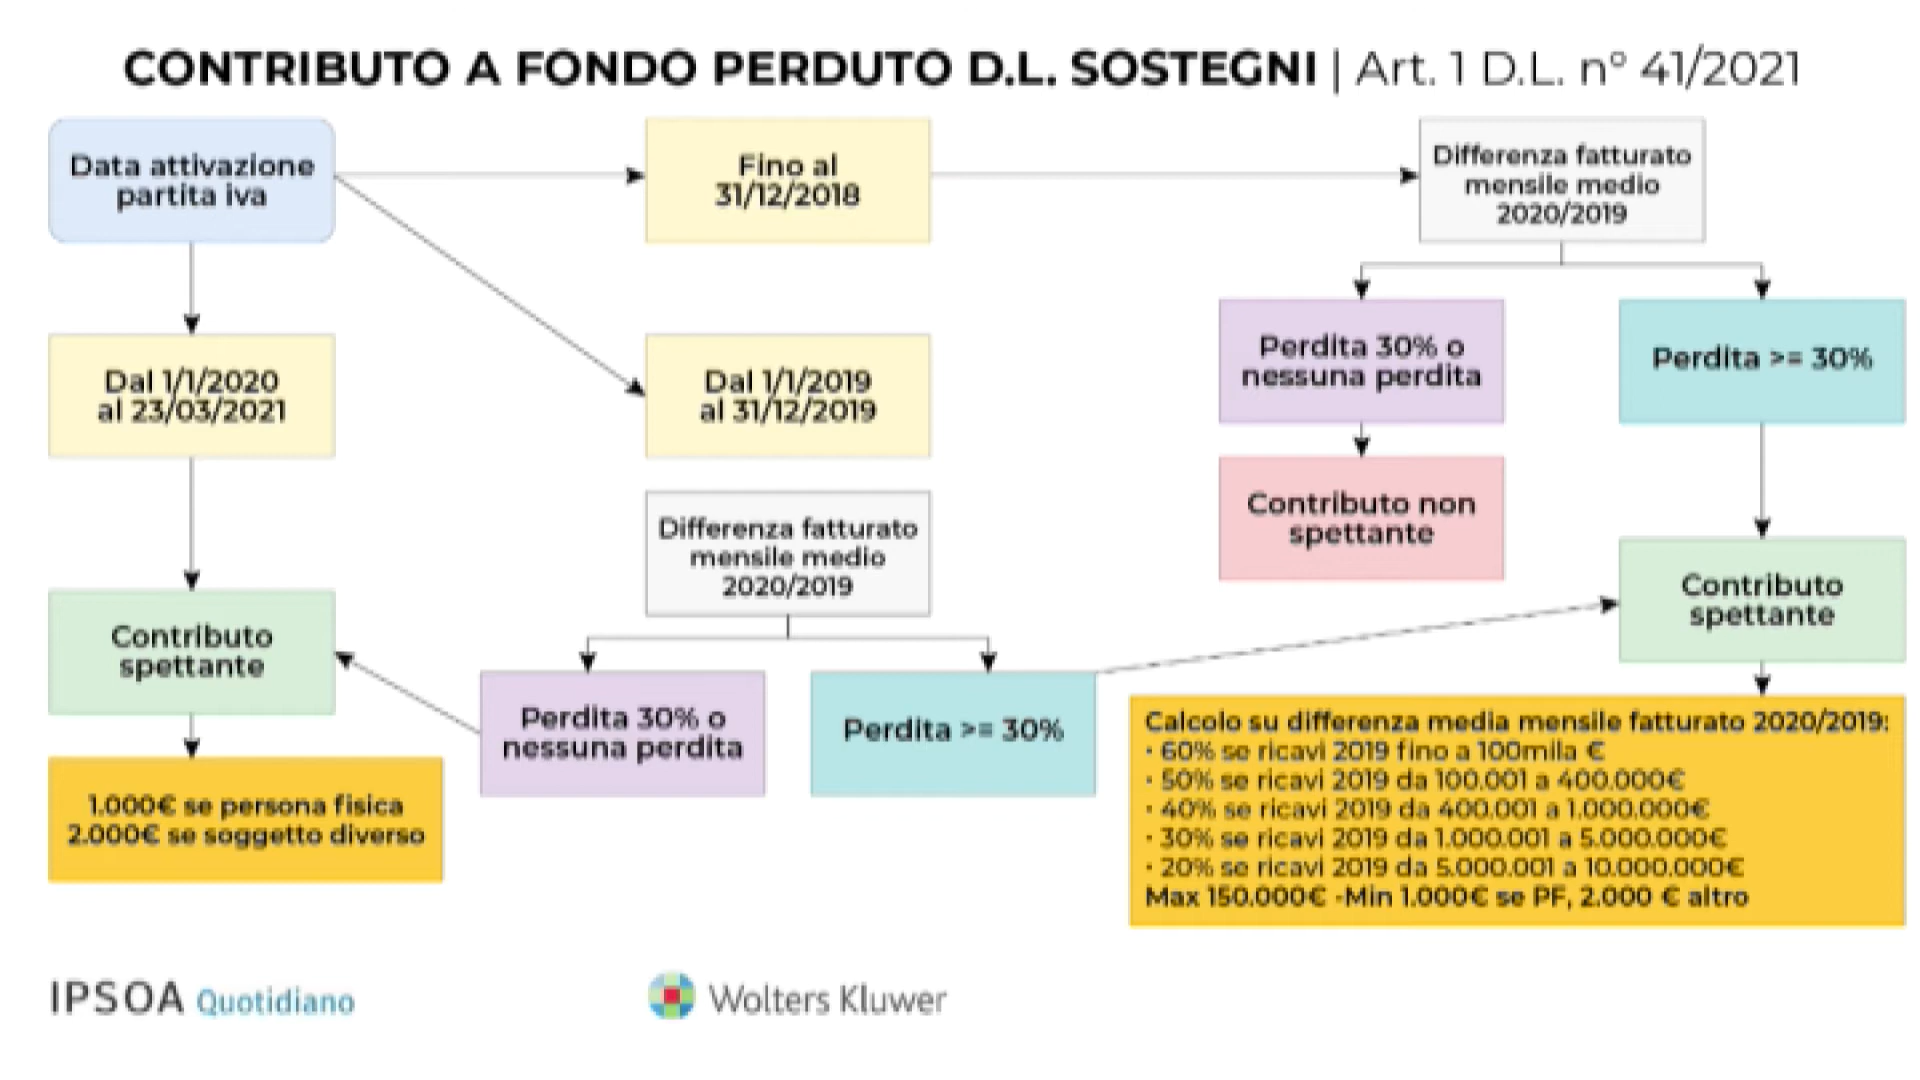 CONTRIBUTO A FONDO PERDUTO D.L. SOSTEGNI | Art. 1 D.L. n° 41/2021
Data attivazione
partita iva
Fino al
31/12/2018
Differenza fatturato
mensile medio
2020/2019
Dal 1/1/2020
al 23/03/2021
Dal 1/1/2019
al 31/12/2019
Perdita 30% o
nessuna perdita
Perdita >= 30%
Contributo non
spettante
Differenza fatturato
mensile medio
2020/2019
Contributo
spettante
Contributo
spettante
Perdita 30% o
nessuna perdita
Perdita >= 30%
1.000€ se persona fisica
2.000€ se soggetto diverso
Calcolo su differenza media mensile fatturato 2020/2019:
· 60% se ricavi 2019 fino a 100mila €
· 50% se ricavi 2019 da 100.001 a 400.000€
· 40% se ricavi 2019 da 400.001 a 1.000.000€
· 30% se ricavi 2019 da 1.000.001 a 5.000.000€
· 20% se ricavi 2019 da 5.000.001 a 10.000.000€
Max 150.000€ -Min 1.000€ se PF, 2.000 € altro
IPSOA Quotidiano
Wolters Kluwer